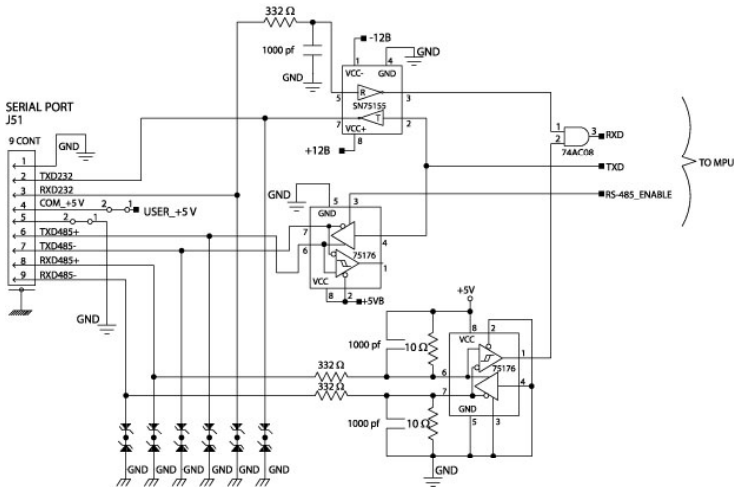 332 Ω
1000 pf
GND
-12B
GND
1
4
VCC-
GND
R
5
3
SN75155
T
7
2
VCC+
8
+12B
1
2
3
RXD
74AC08
TXD
RS-485_ENABLE
TO MPU
SERIAL PORT
J51
9 CONT
GND
1
2 TXD232
3 RXD232
4 COM_+5 V 2 1 USER_+5 V
5 2 1
6 TXD485+
7 TXD485-
8 RXD485+
9 RXD485-
GND
GND
5
3
GND
7
4
6
75176
1
VCC
8
2
+5VB
+5V
8
2
VCC
1
1000 pf
10 Ω
332 Ω
6
75176
332 Ω
7
4
1000 pf
10 Ω
GND
5
3
GND
GND
GND
GND
GND
GND
GND